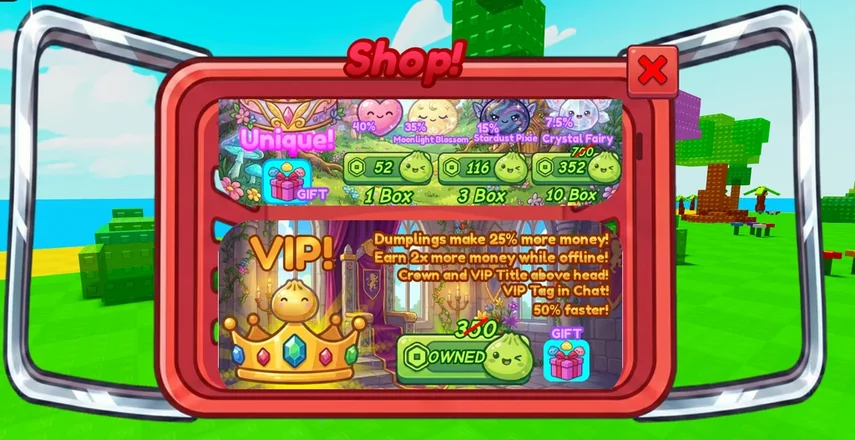 Shop!
Unique!
40%
35%
Moonlight Blossom
15%
Stardust Pixie
7.5%
Crystal Fairy
700
52
116
352
GIFT
1 Box
3 Box
10 Box
VIP!
Dumplings make 25% more money!
Earn 2x more money while offline!
Crown and VIP Title above head!
VIP Tag in Chat!
50% faster!
OWNED
GIFT